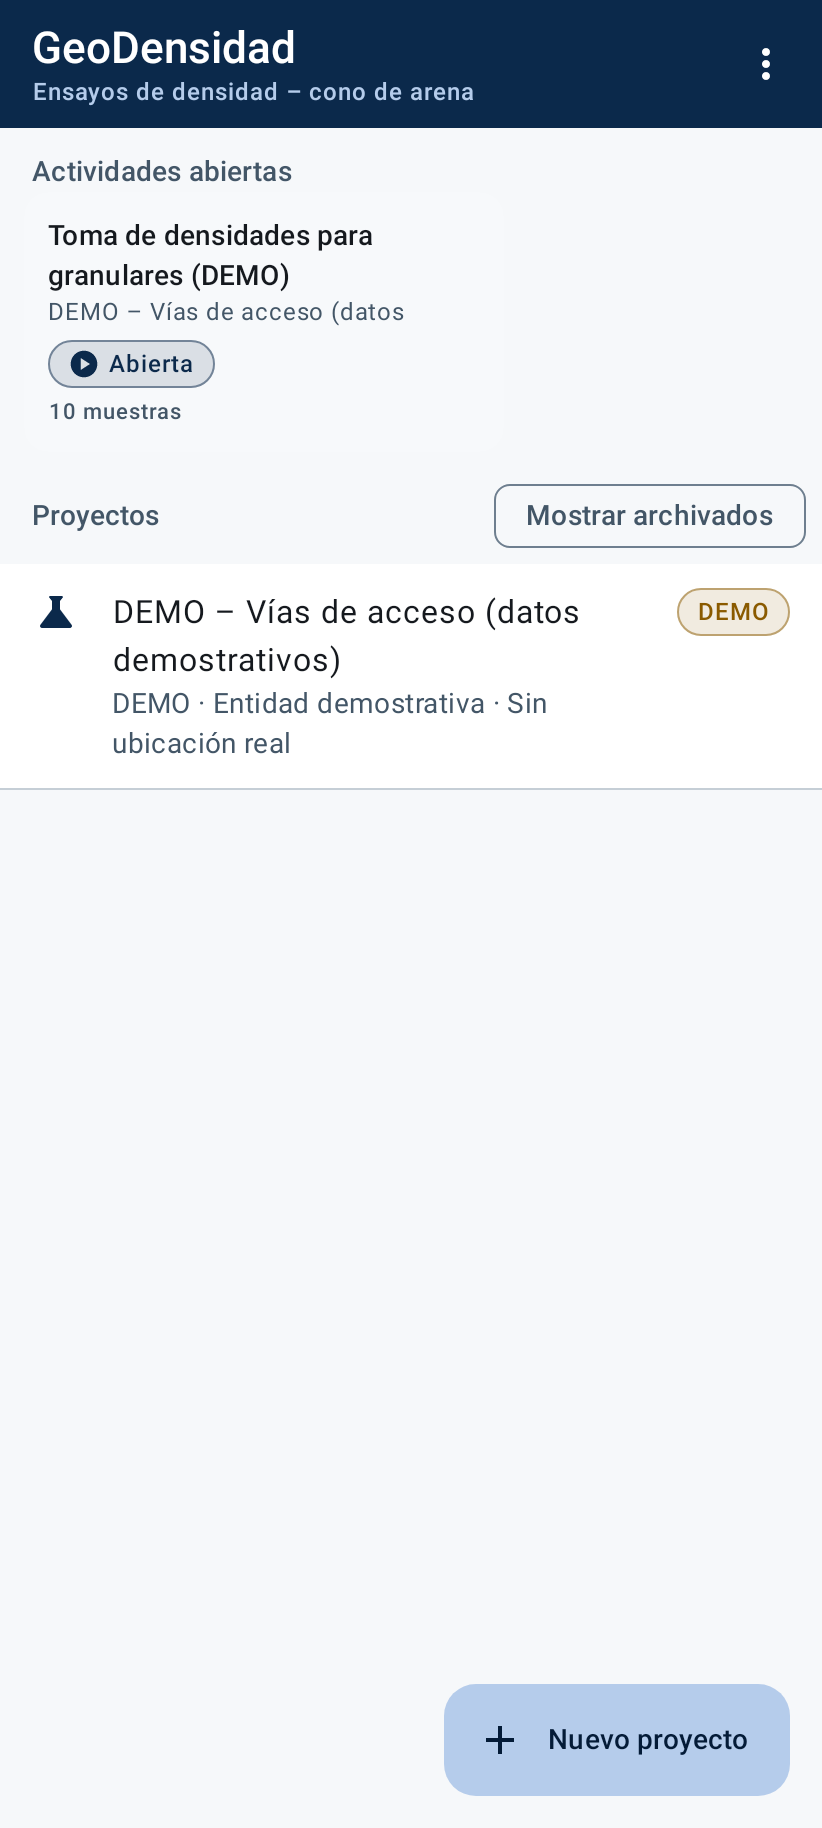 GeoDensidad
Ensayos de densidad – cono de arena
Actividades abiertas
Toma de densidades para
granulares (DEMO)
DEMO – Vías de acceso (datos
Abierta
10 muestras
Proyectos
Mostrar archivados
DEMO – Vías de acceso (datos
demostrativos)
DEMO
DEMO · Entidad demostrativa · Sin
ubicación real
Nuevo proyecto